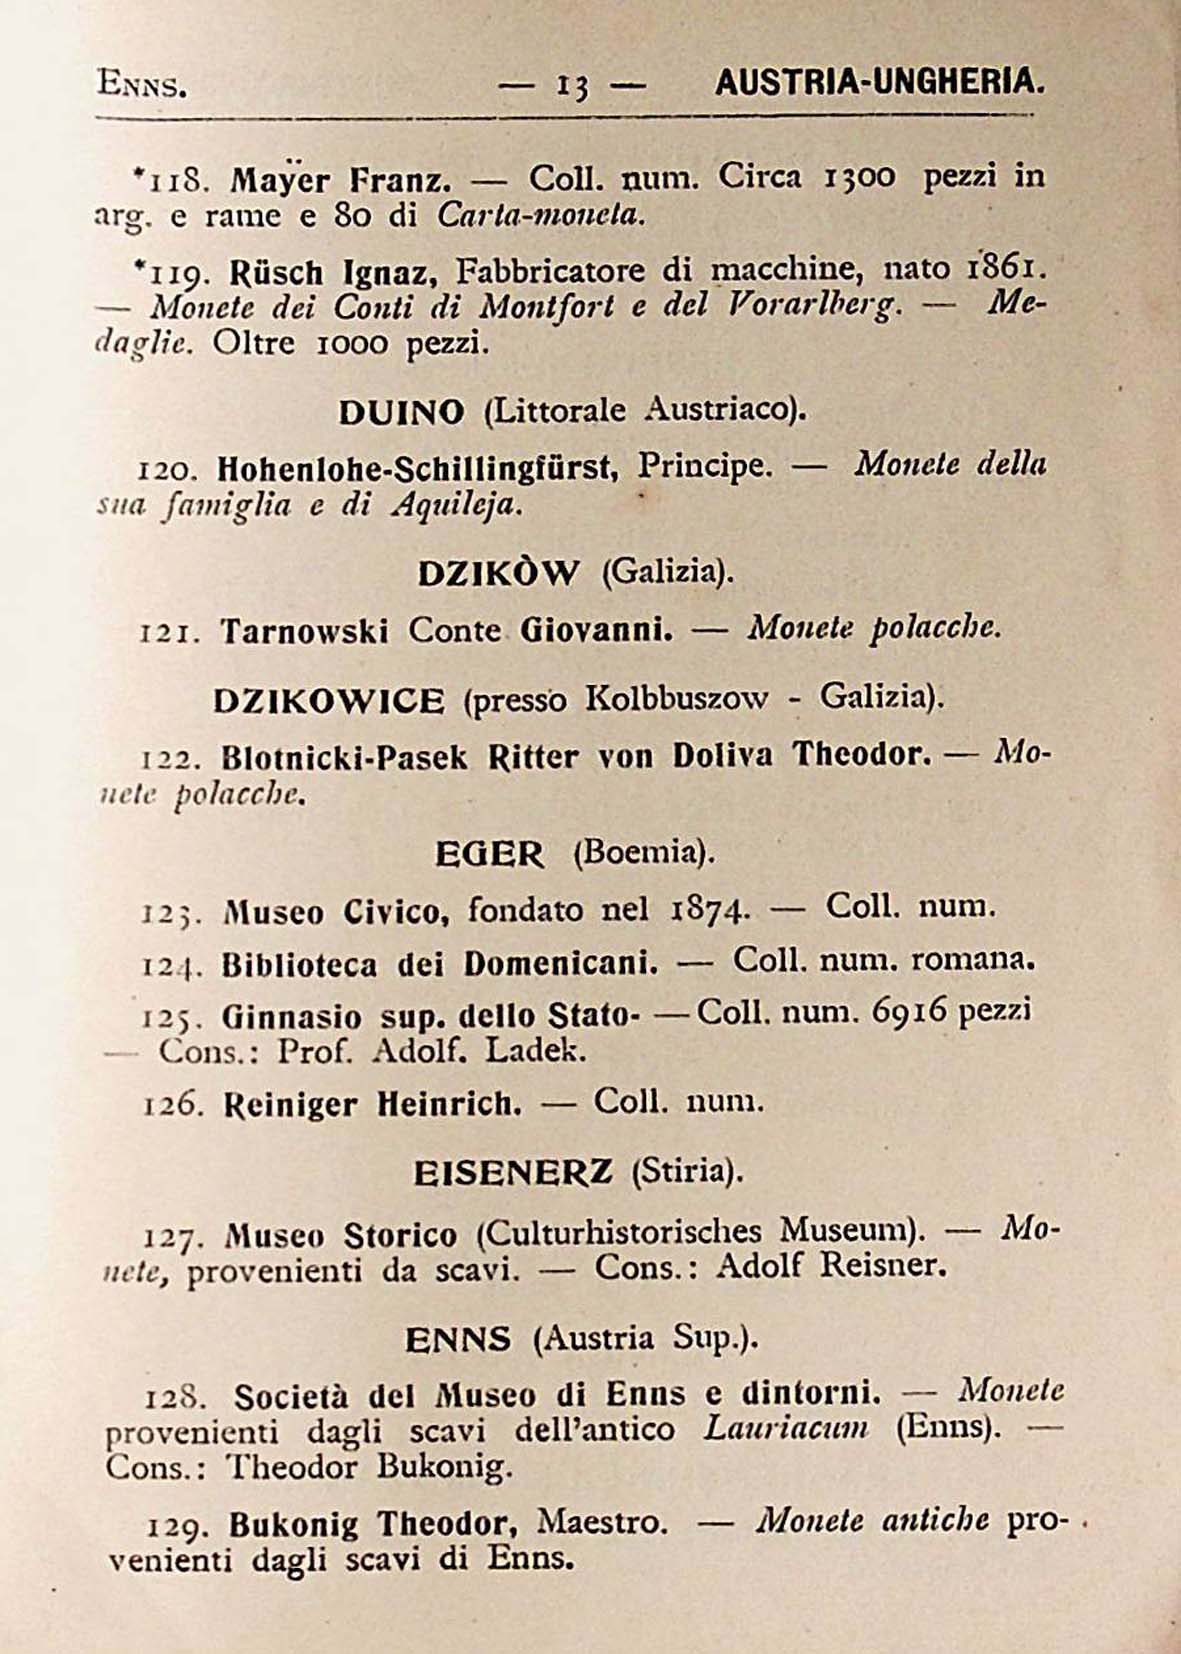 Enns. — 13 — AUSTRIA-UNGHERIA.
*118. Maÿer Franz. — Coll. num. Circa 1300 pezzi in
arg. e rame e 80 di Carta-moneta.
*119. Rüsch Ignaz, Fabbricatore di macchine, nato 1861.
— Monete dei Conti di Montfort e del Vorarlberg. — Me-
daglie. Oltre 1000 pezzi.
DUINO (Littorale Austriaco).
120. Hohenlohe-Schillingfürst, Principe. — Monete della
sua famiglia e di Aquileja.
DZIKÒW (Galizia).
121. Tarnowski Conte Giovanni. — Monete polacche.
DZIKOWICE (presso Kolbbuszow - Galizia).
122. Blotnicki-Pasek Ritter von Doliva Theodor. — Mo-
nete polacche.
EGER (Boemia).
123. Museo Civico, fondato nel 1874. — Coll. num.
124. Biblioteca dei Domenicani. — Coll. num. romana.
125. Ginnasio sup. dello Stato- — Coll. num. 6916 pezzi
— Cons.: Prof. Adolf. Ladek.
126. Reiniger Heinrich. — Coll. num.
EISENERZ (Stiria).
127. Museo Storico (Culturhistorisches Museum). — Mo-
nete, provenienti da scavi. — Cons.: Adolf Reisner.
ENNS (Austria Sup.).
128. Società del Museo di Enns e dintorni. — Monete
provenienti dagli scavi dell'antico Lauriacum (Enns). —
Cons.: Theodor Bukonig.
129. Bukonig Theodor, Maestro. — Monete antiche pro-
venienti dagli scavi di Enns.